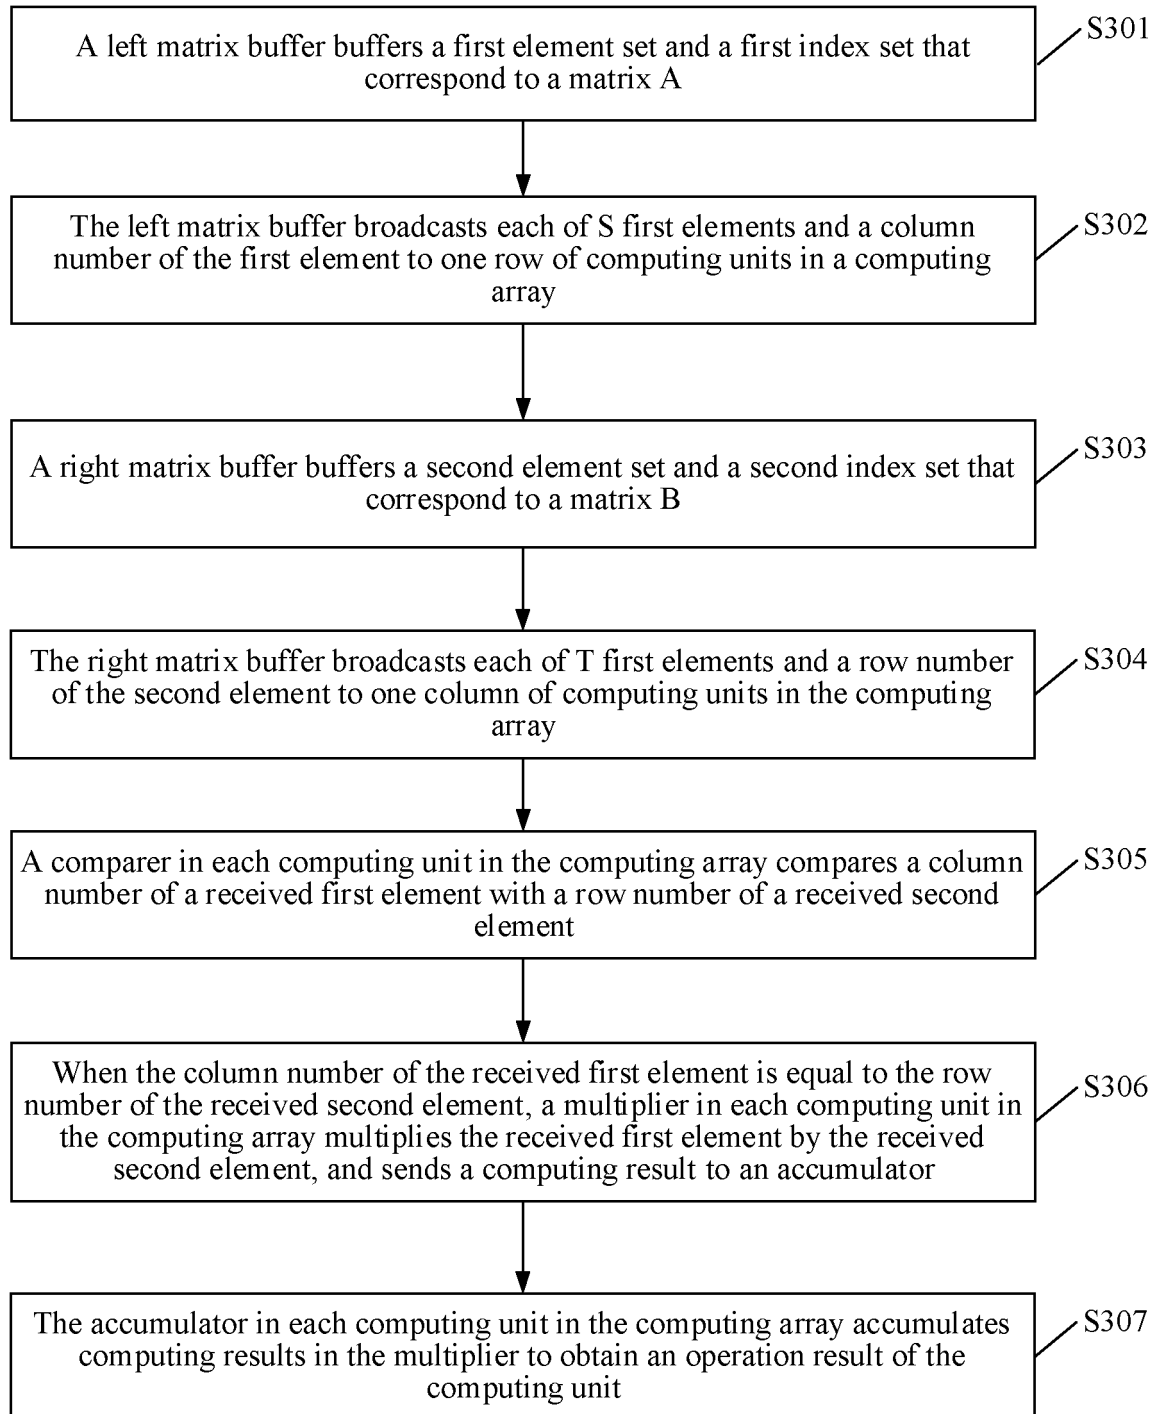 A left matrix buffer buffers a first element set and a first index set that
correspond to a matrix A
S301
The left matrix buffer broadcasts each of S first elements and a column
number of the first element to one row of computing units in a computing
array
S302
A right matrix buffer buffers a second element set and a second index set that
correspond to a matrix B
S303
The right matrix buffer broadcasts each of T first elements and a row number
of the second element to one column of computing units in the computing
array
S304
A comparer in each computing unit in the computing array compares a column
number of a received first element with a row number of a received second
element
S305
When the column number of the received first element is equal to the row
number of the received second element, a multiplier in each computing unit in
the computing array multiplies the received first element by the received
second element, and sends a computing result to an accumulator
S306
The accumulator in each computing unit in the computing array accumulates
computing results in the multiplier to obtain an operation result of the
computing unit
S307